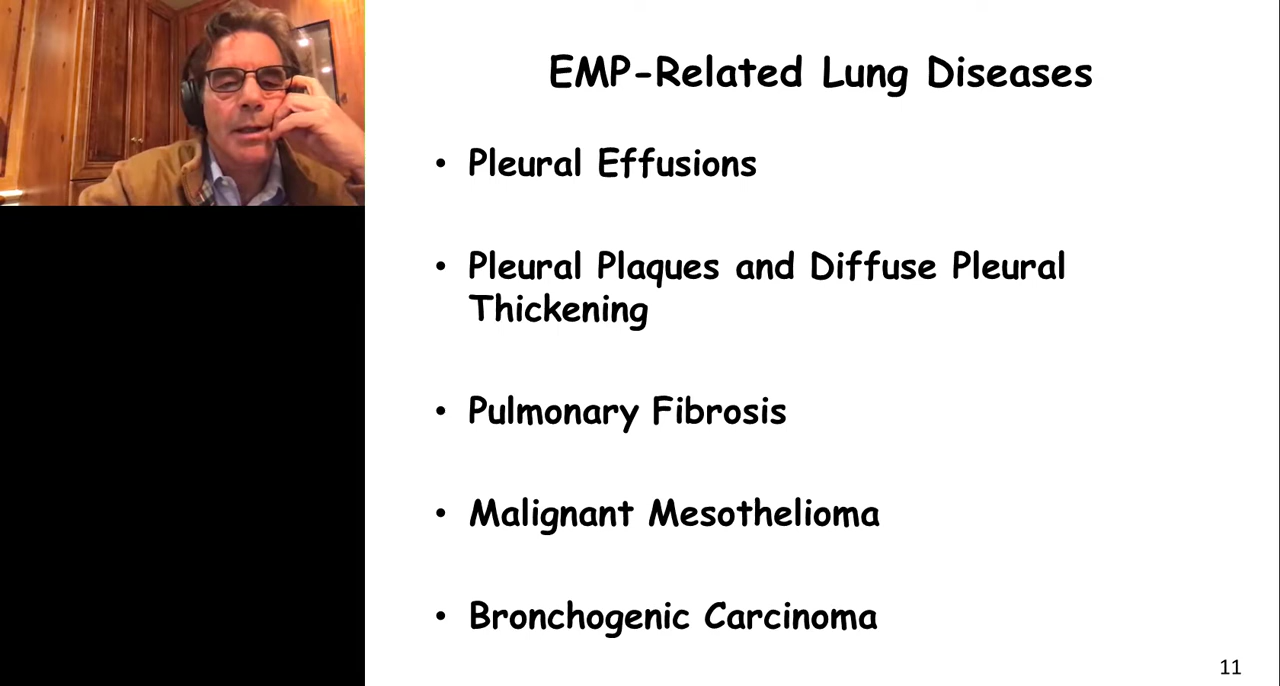 EMP-Related Lung Diseases
• Pleural Effusions
• Pleural Plaques and Diffuse Pleural
Thickening
• Pulmonary Fibrosis
• Malignant Mesothelioma
• Bronchogenic Carcinoma
11